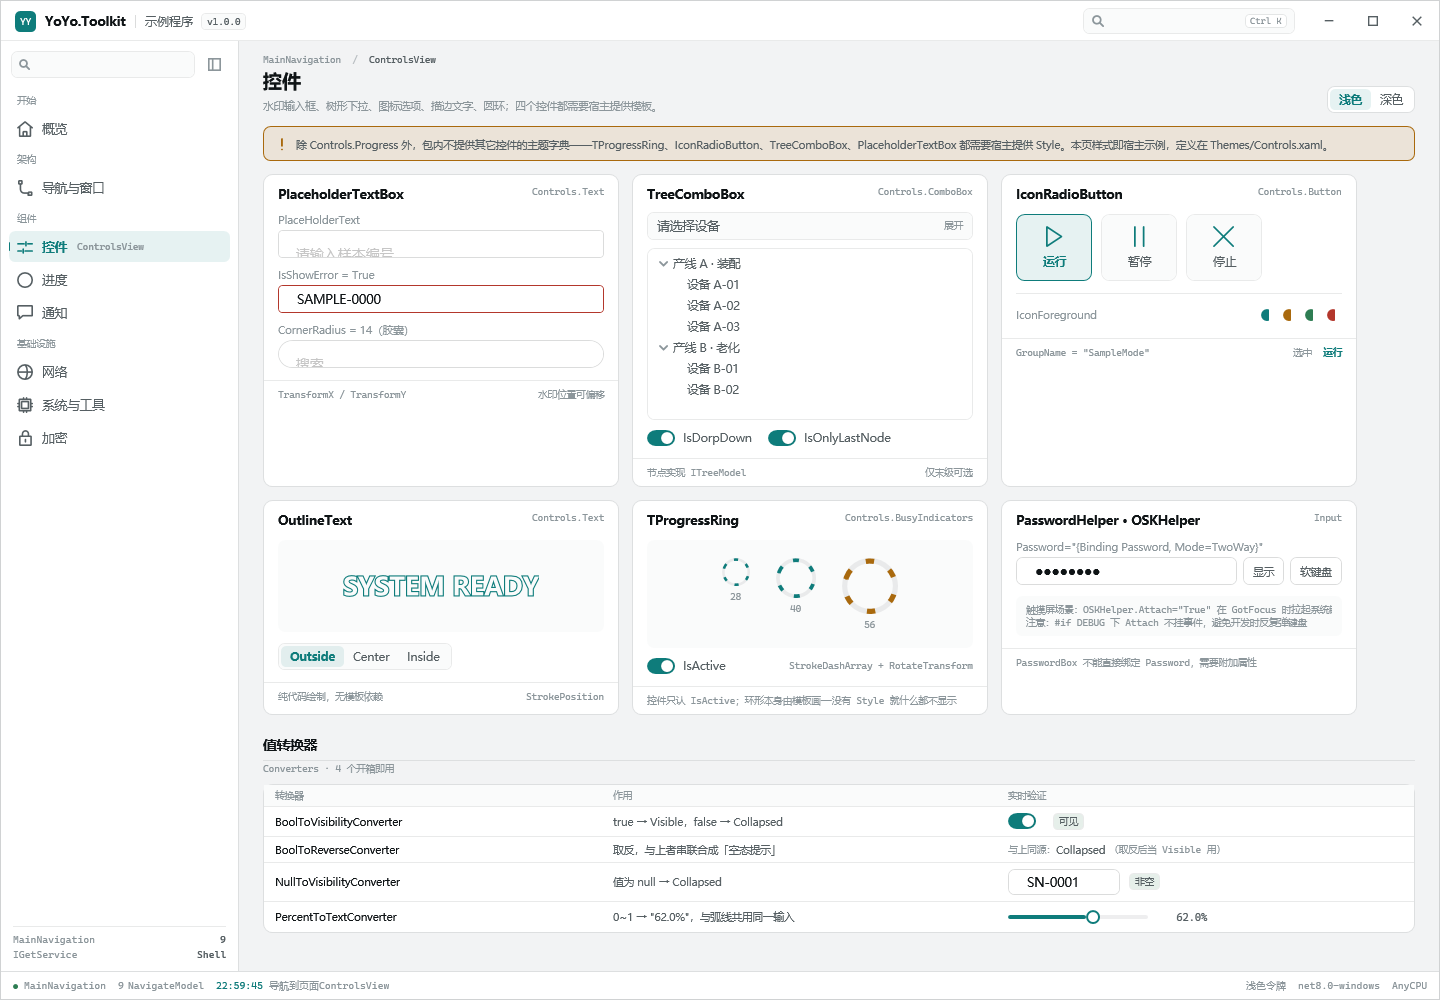 YY YoYo.Toolkit 示例程序 v1.0.0 Ctrl K
开始
概览
架构
导航与窗口
组件
控件 ControlsView
进度
通知
基础设施
网络
系统与工具
加密
MainNavigation 9
IGetService Shell
MainNavigation / ControlsView
控件
水印输入框、树形下拉、图标选项、描边文字、圆环；四个控件都需要宿主提供模板。
浅色 深色
! 除 Controls.Progress 外，包内不提供其它控件的主题字典——TProgressRing、IconRadioButton、TreeComboBox、PlaceholderTextBox 都需要宿主提供 Style。本页样式即宿主示例，定义在 Themes/Controls.xaml。
PlaceholderTextBox Controls.Text
PlaceHolderText
请输入样本编号
IsShowError = True
SAMPLE-0000
CornerRadius = 14（胶囊）
搜索
TransformX / TransformY 水印位置可偏移
TreeComboBox Controls.ComboBox
请选择设备 展开
产线 A · 装配
设备 A-01
设备 A-02
设备 A-03
产线 B · 老化
设备 B-01
设备 B-02
IsDorpDown IsOnlyLastNode
节点实现 ITreeModel 仅末级可选
IconRadioButton Controls.Button
运行 暂停 停止
IconForeground
GroupName = "SampleMode" 选中 运行
OutlineText Controls.Text
SYSTEM READY
Outside Center Inside
纯代码绘制，无模板依赖 StrokePosition
TProgressRing Controls.BusyIndicators
28 40 56
IsActive StrokeDashArray + RotateTransform
控件只认 IsActive；环形本身由模板画——没有 Style 就什么都不显示
PasswordHelper • OSKHelper Input
Password="{Binding Password, Mode=TwoWay}"
●●●●●●●● 显示 软键盘
触摸屏场景：OSKHelper.Attach="True" 在 GotFocus 时拉起系统
注意：#if DEBUG 下 Attach 不挂事件，避免开发时反复弹键盘
PasswordBox 不能直接绑定 Password，需要附加属性
值转换器
Converters · 4 个开箱即用
转换器 作用 实时验证
BoolToVisibilityConverter true → Visible，false → Collapsed 可见
BoolToReverseConverter 取反，与上者串联合成「空态提示」 与上同源：Collapsed （取反后当 Visible 用）
NullToVisibilityConverter 值为 null → Collapsed SN-0001 非空
PercentToTextConverter 0~1 → "62.0%"，与弧线共用同一输入 62.0%
MainNavigation 9 NavigateModel 22:59:45 导航到页面ControlsView 浅色令牌 net8.0-windows AnyCPU